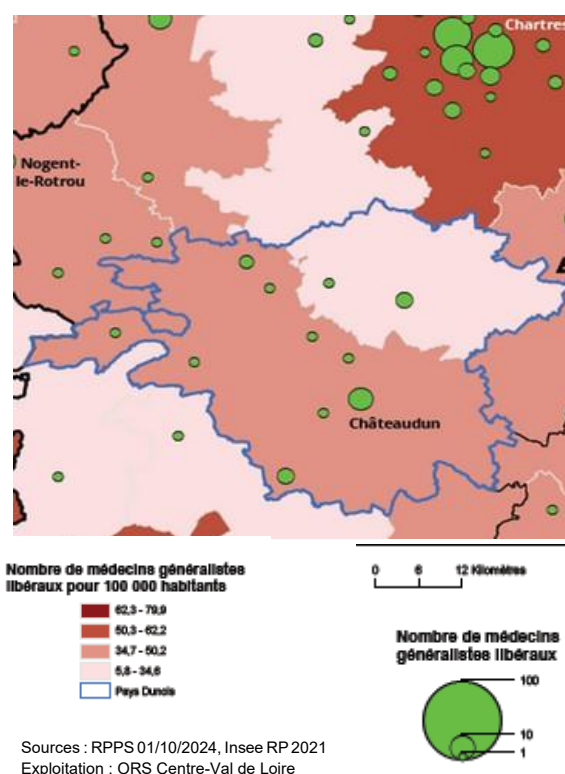 Chartres
Nogent-
le-Rotrou
Châteaudun
Nombre de médecins généralistes
libéraux pour 100 000 habitants
62,3 - 79,9
50,3 - 62,2
34,7 - 50,2
5,8 - 34,6
Pays Dunois
0 6 12 Kilomètres
Nombre de médecins
généralistes libéraux
100
10
1
Sources : RPPS 01/10/2024, Insee RP 2021
Exploitation : ORS Centre-Val de Loire